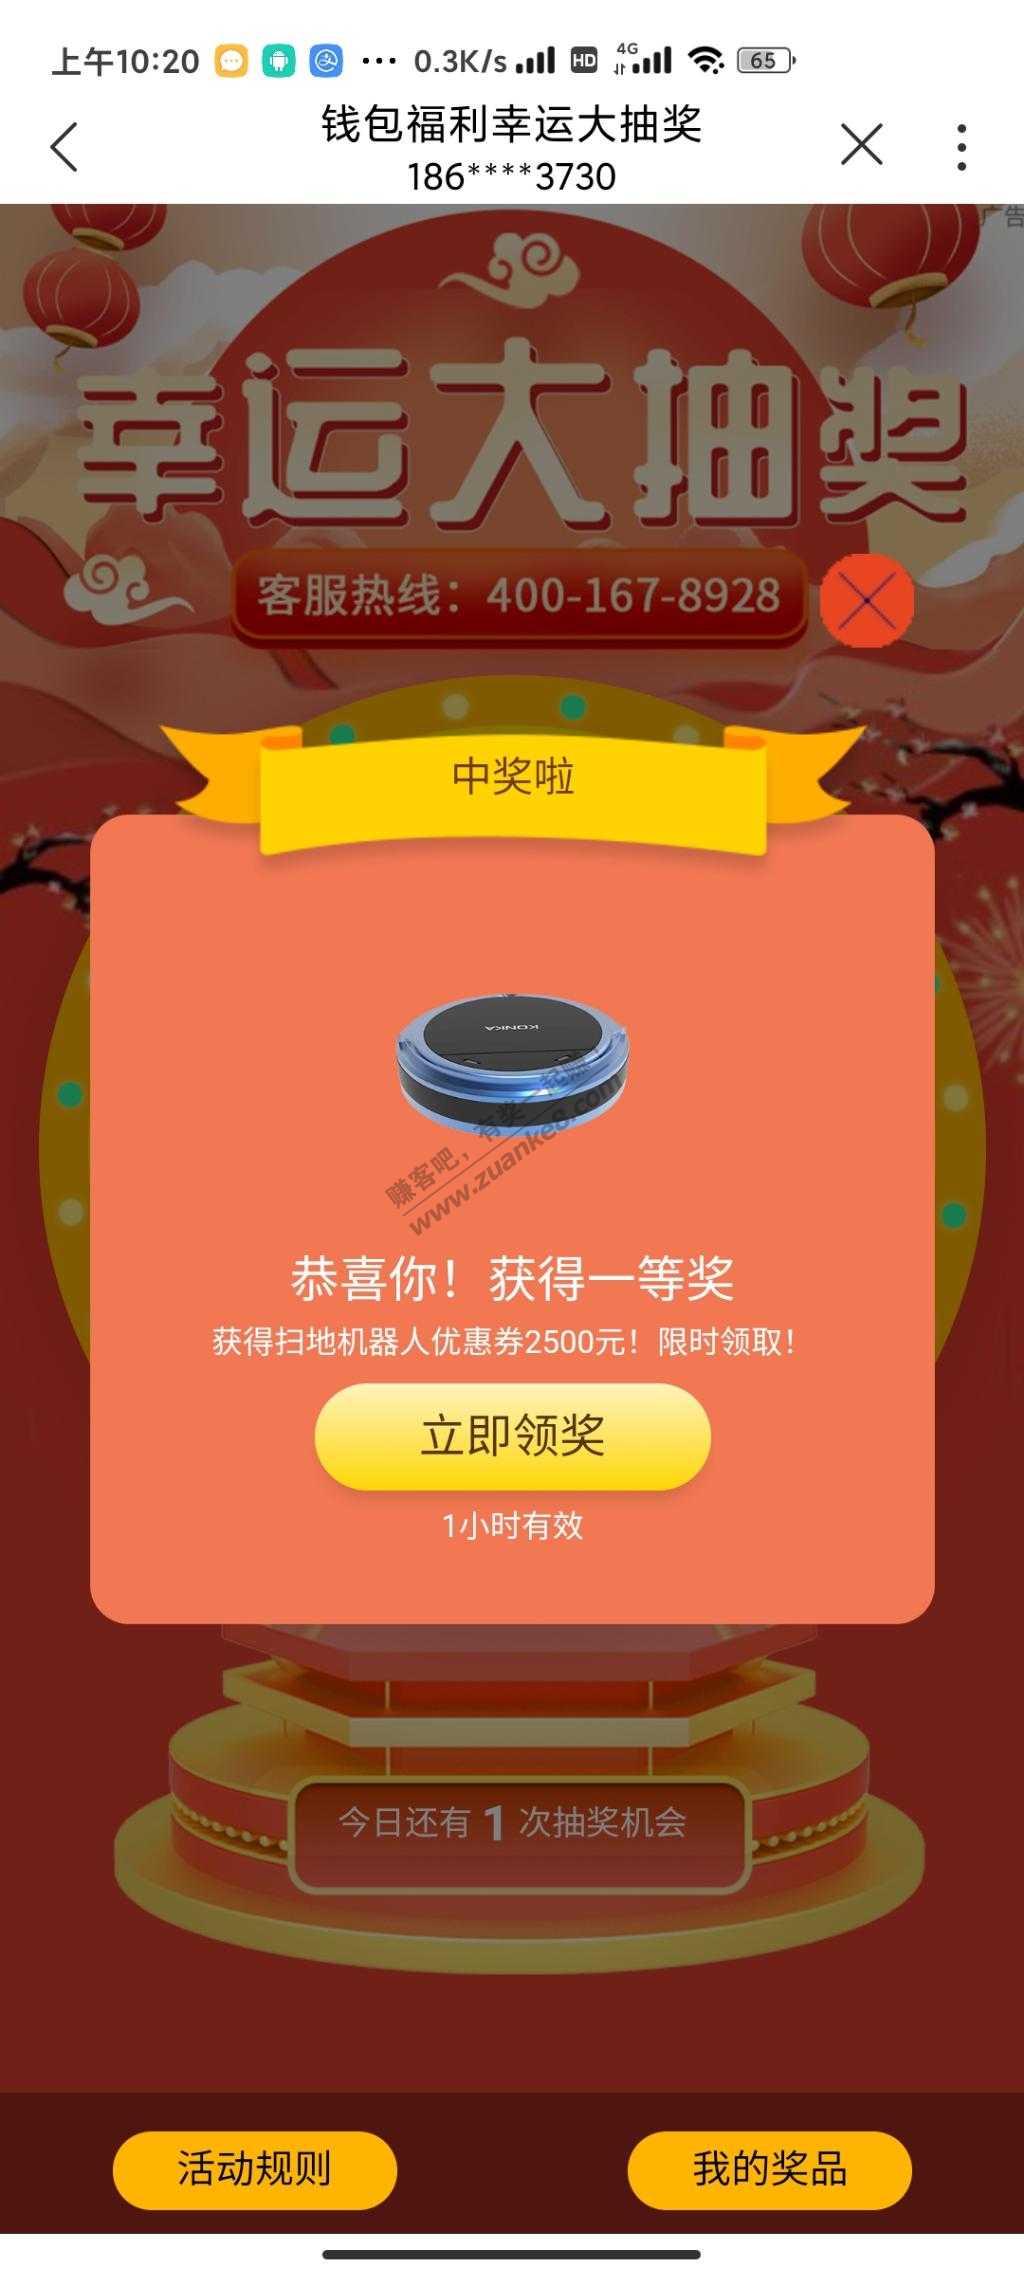 上午10:20 ··· 0.3K/s HD 4G 65
钱包福利幸运大抽奖
186****3730
广告
幸运大抽奖
客服热线：400-167-8928
中奖啦
KONKA
赚客吧，有奖一起赚
www.zuanke8.com
恭喜你！获得一等奖
获得扫地机器人优惠券2500元！限时领取！
立即领奖
1小时有效
今日还有 1 次抽奖机会
活动规则
我的奖品